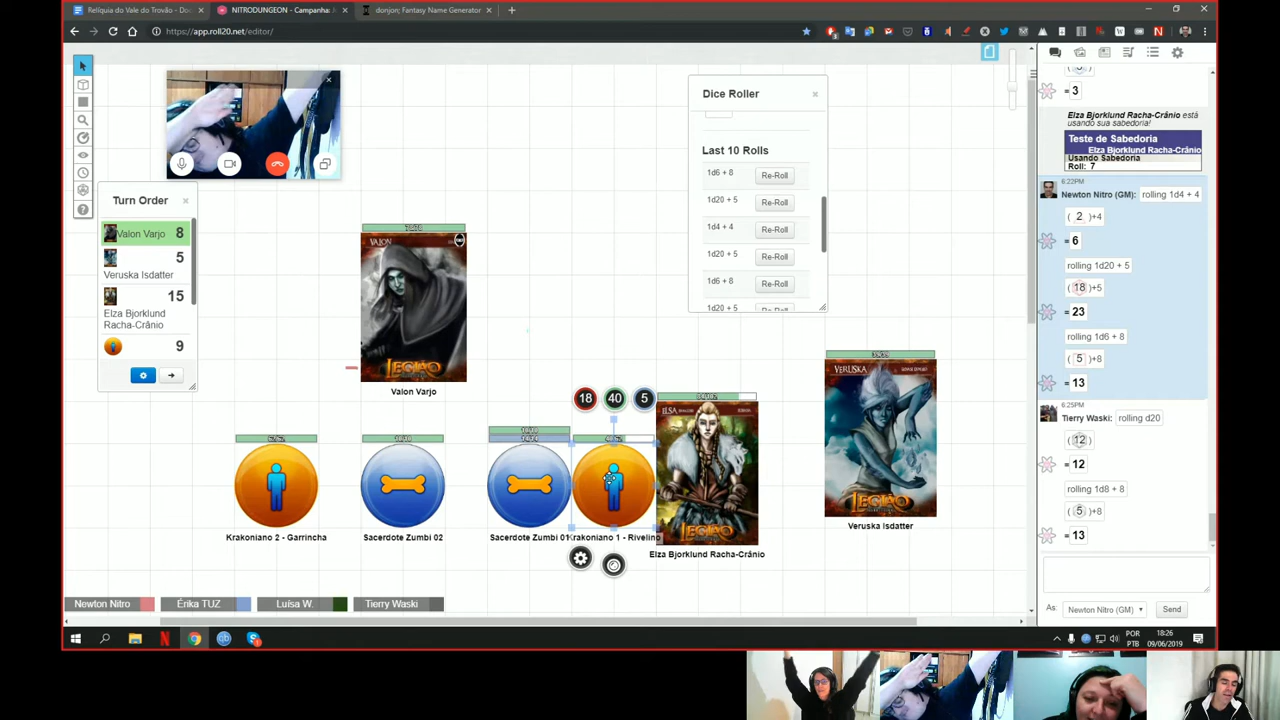 Relíquia do Vale do Trovão - Doc
NITRODUNGEON - Campanha:
donjon; Fantasy Name Generator
https://app.roll20.net/editor/
Dice Roller
Last 10 Rolls
1d6 + 8
Re-Roll
1d20 + 5
Re-Roll
1d4 + 4
Re-Roll
1d20 + 5
Re-Roll
1d6 + 8
Re-Roll
1d20 + 5
Re-Roll
Turn Order
Valon Varjo 8
5
Veruska Isdatter
15
Elza Bjorklund
Racha-Crânio
9
VALON
LEGIÃO
Valon Varjo
18 40 5
ELSA
LEGIÃO
Elza Bjorklund Racha-Crânio
VERUSKA
LEGIÃO
Veruska Isdatter
Krakoniano 2 - Garrincha
Sacerdote Zumbi 02
Sacerdote Zumbi 01
Krakoniano 1 - Rivelino
Newton Nitro
Érika TUZ
Luísa W.
Tierry Waski
= 3
Elza Bjorklund Racha-Crânio está
usando sua sabedoria!
Teste de Sabedoria
Elza Bjorklund Racha-Crânio
Usando Sabedoria
Roll: 7
6:22PM
Newton Nitro (GM): rolling 1d4 + 4
( 2 )+4
= 6
rolling 1d20 + 5
( 18 )+5
= 23
rolling 1d6 + 8
( 5 )+8
= 13
6:25PM
Tierry Waski: rolling d20
( 12 )
= 12
rolling 1d8 + 8
( 5 )+8
= 13
As: Newton Nitro (GM)
Send
POR
PTB
18:26
09/06/2019